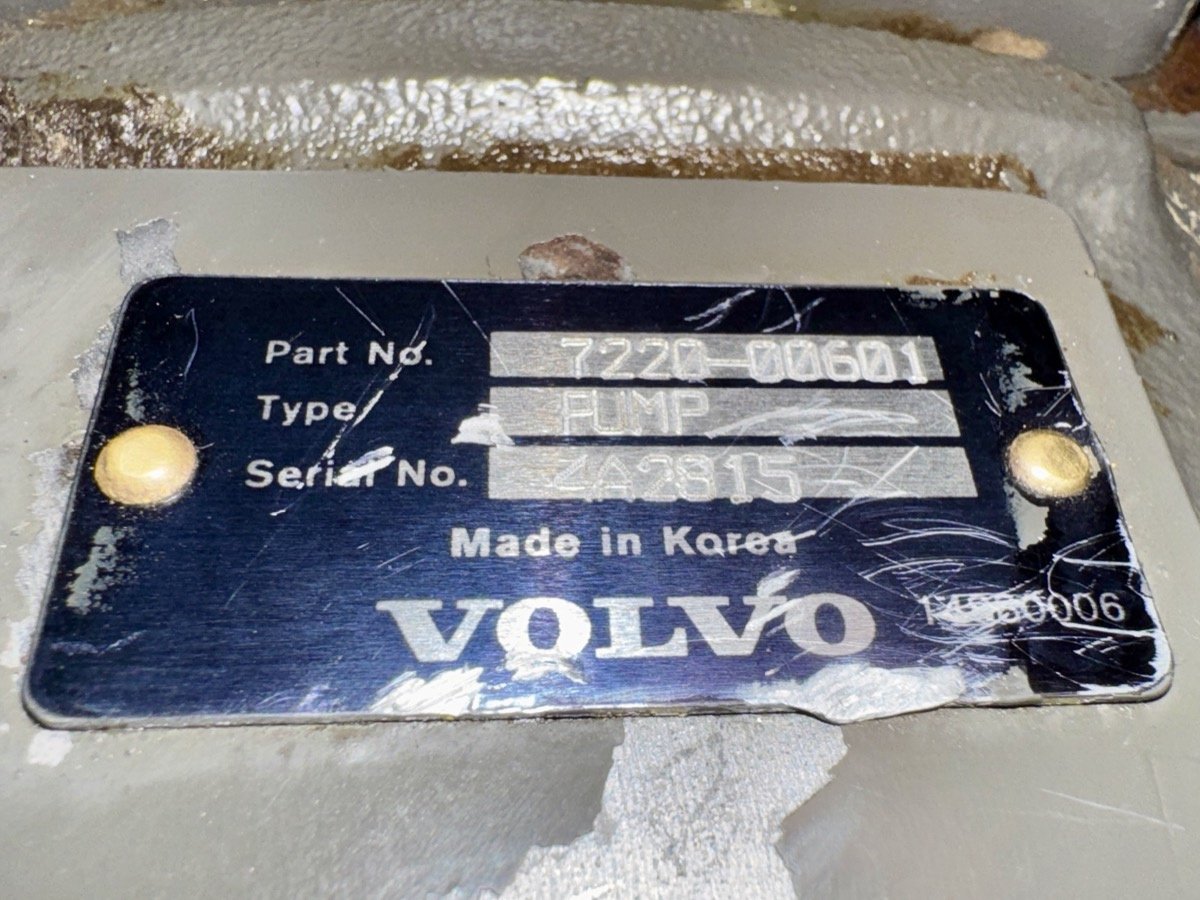 Part No. 7220-00601
Type PUMP
Serial No. 4A2815
Made in Korea
VOLVO